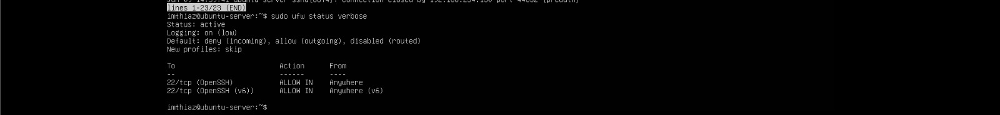 lines 1-23/23 (END)
imthiaz@ubuntu-server:~$ sudo ufw status verbose
Status: active
Logging: on (low)
Default: deny (incoming), allow (outgoing), disabled (routed)
New profiles: skip
To Action From
-- ------ ----
22/tcp (OpenSSH) ALLOW IN Anywhere
22/tcp (OpenSSH (v6)) ALLOW IN Anywhere (v6)
imthiaz@ubuntu-server:~$